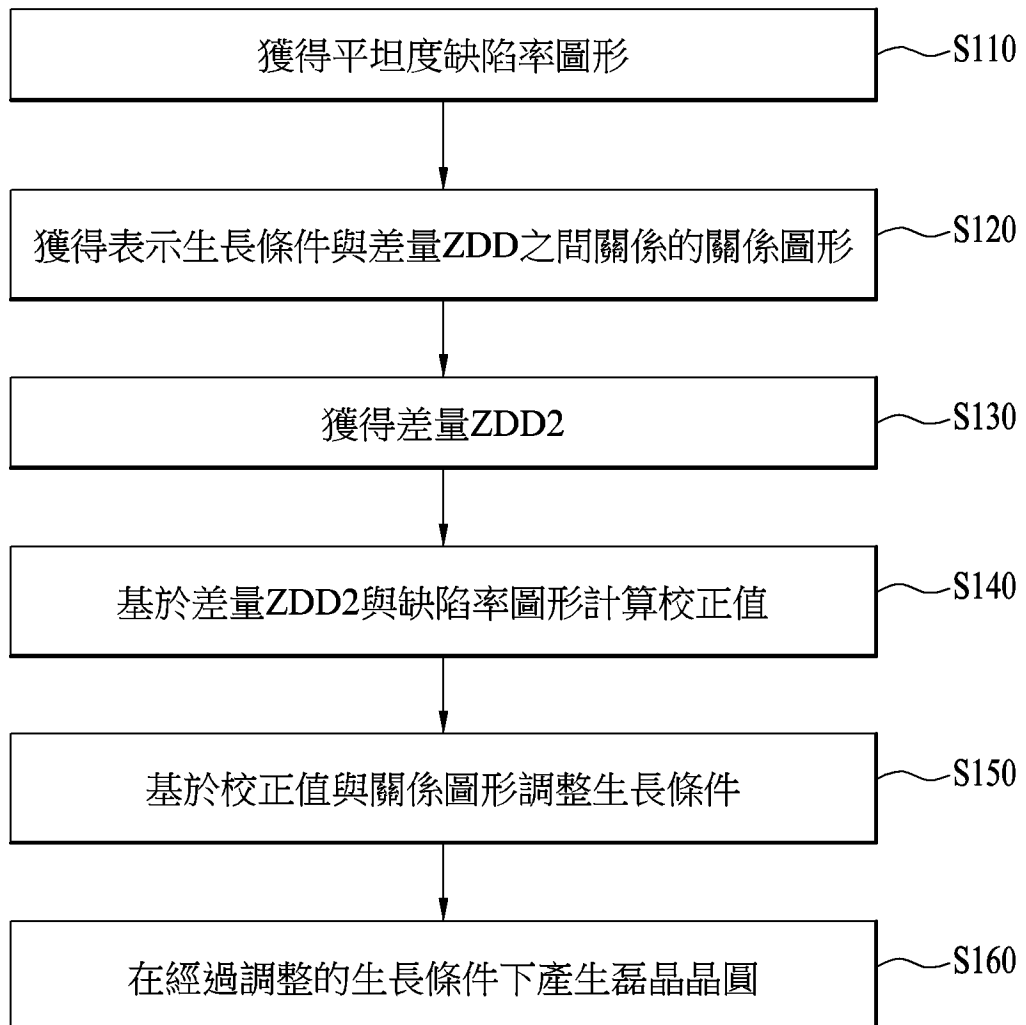 獲得平坦度缺陷率圖形
S110
獲得表示生長條件與差量ZDD之間關係的關係圖形
S120
獲得差量ZDD2
S130
基於差量ZDD2與缺陷率圖形計算校正值
S140
基於校正值與關係圖形調整生長條件
S150
在經過調整的生長條件下產生磊晶晶圓
S160